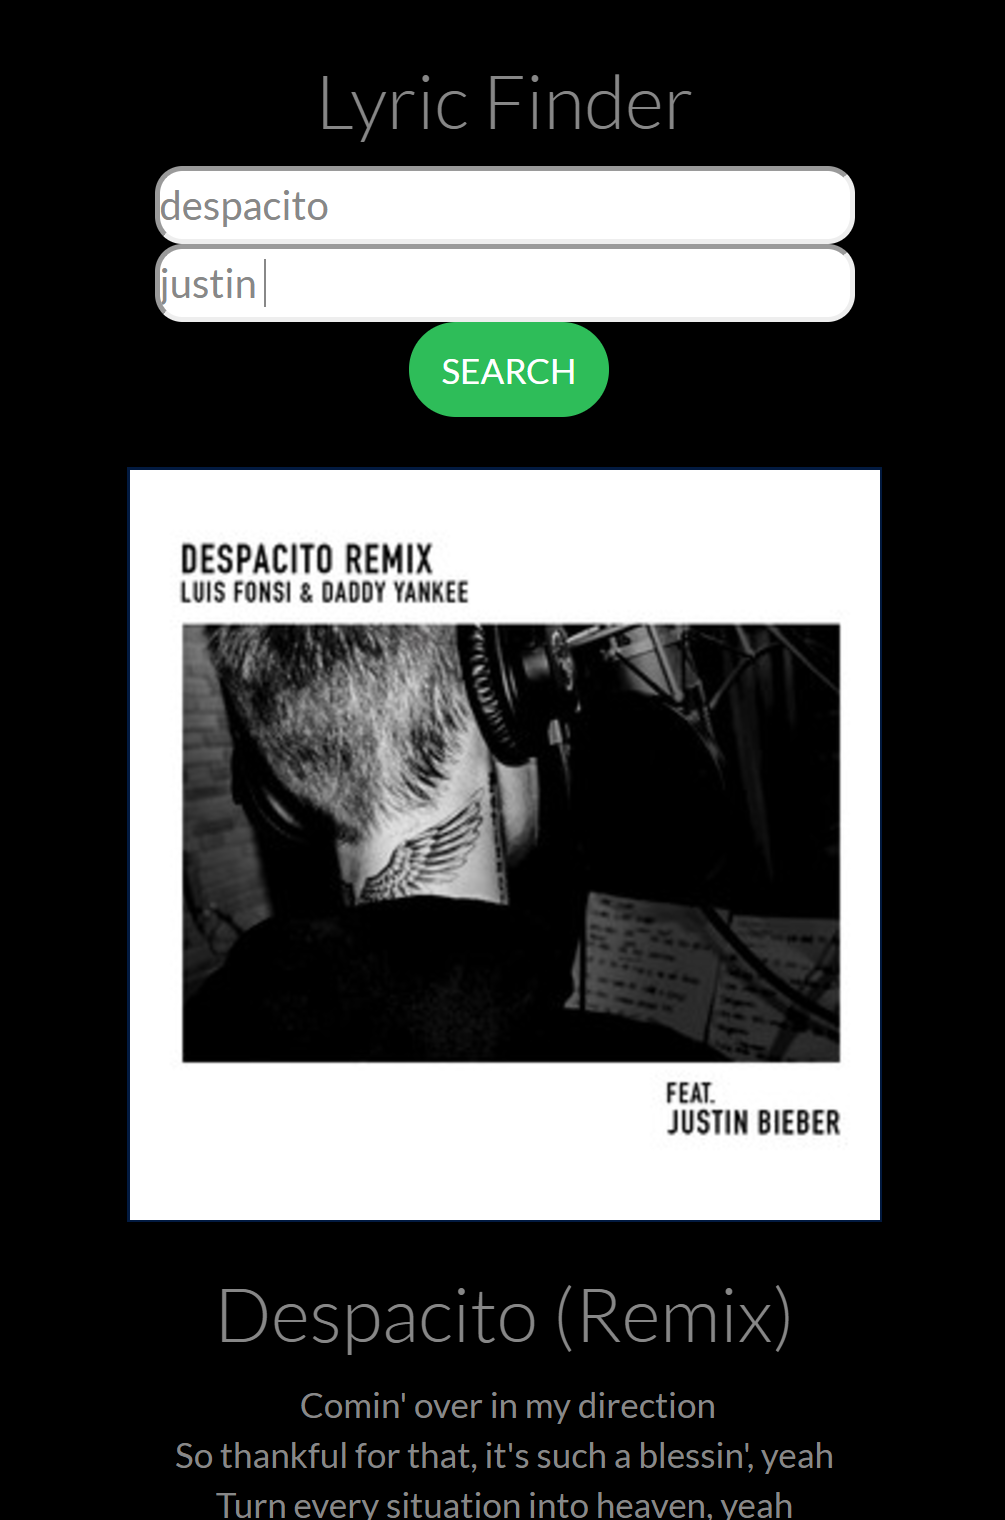 Lyric Finder
despacito
justin
SEARCH
DESPACITO REMIX
LUIS FONSI & DADDY YANKEE
FEAT.
JUSTIN BIEBER
Despacito (Remix)
Comin' over in my direction
So thankful for that, it's such a blessin', yeah
Turn every situation into heaven, yeah